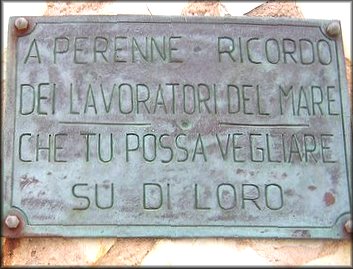 A PERENNE RICORDO
DEI LAVORATORI DEL MARE
CHE TU POSSA VEGLIARE
SU DI LORO